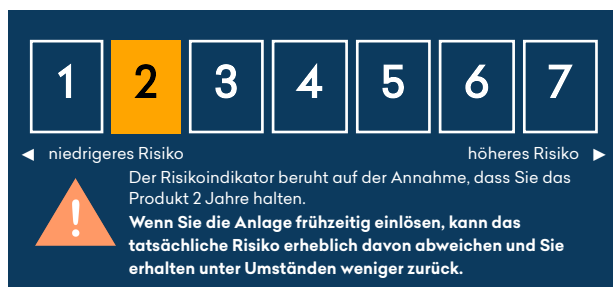 1 2 3 4 5 6 7
◄ niedrigeres Risiko höheres Risiko ►
Der Risikoindikator beruht auf der Annahme, dass Sie das
Produkt 2 Jahre halten.
! Wenn Sie die Anlage frühzeitig einlösen, kann das
tatsächliche Risiko erheblich davon abweichen und Sie
erhalten unter Umständen weniger zurück.